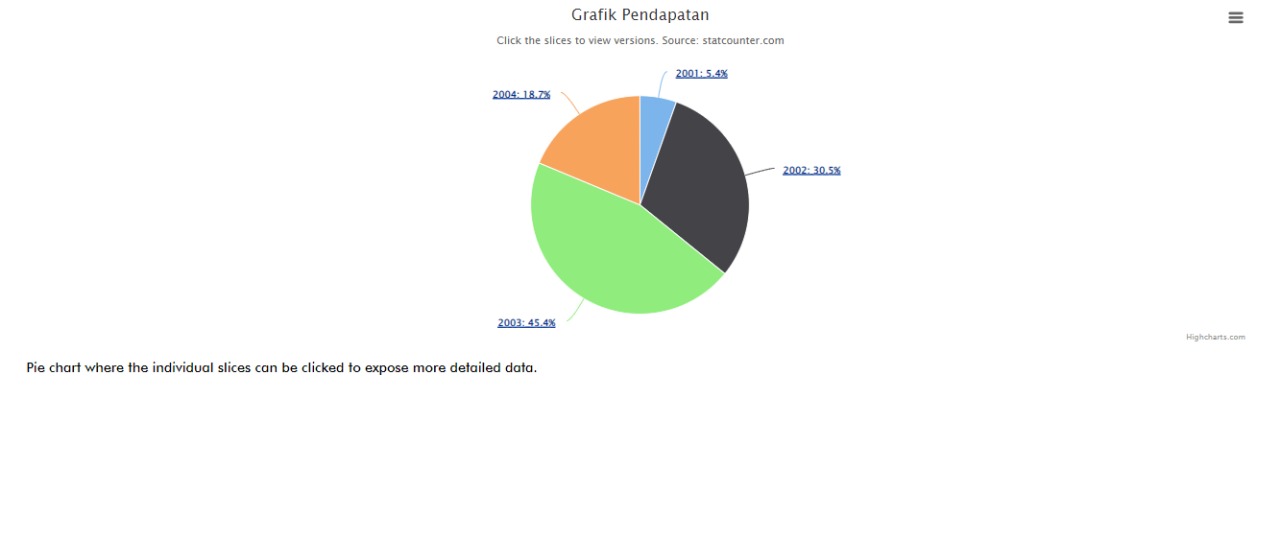 Grafik Pendapatan
Click the slices to view versions. Source: statcounter.com
2001: 5.4%
2004: 18.7%
2002: 30.5%
2003: 45.4%
Highcharts.com
Pie chart where the individual slices can be clicked to expose more detailed data.